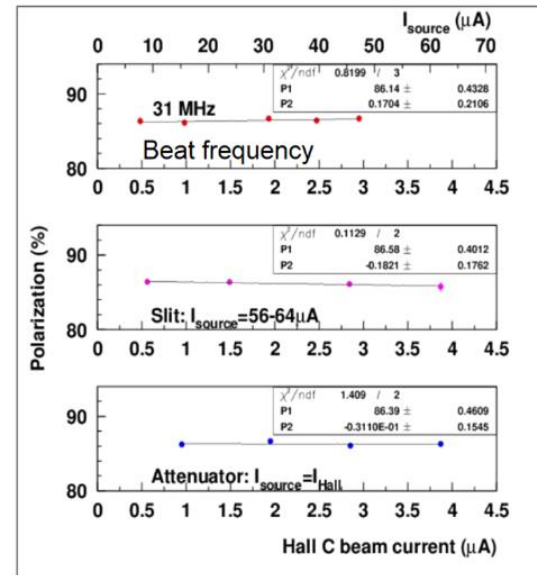 I_source (μA)
0 10 20 30 40 50 60 70
χ²/ndf 0.8199 / 3
P1 86.14 ± 0.4328
P2 0.1704 ± 0.2106
90
80
31 MHz
Beat frequency
0 0.5 1 1.5 2 2.5 3 3.5 4 4.5
Polarization (%)
χ²/ndf 0.1129 / 2
P1 86.58 ± 0.4012
P2 -0.1821 ± 0.1762
90
80
Slit: I_source=56-64μA
0 0.5 1 1.5 2 2.5 3 3.5 4 4.5
χ²/ndf 1.409 / 2
P1 86.39 ± 0.4609
P2 -0.3110E-01 ± 0.1545
90
80
Attenuator: I_source=I_Hall
0 0.5 1 1.5 2 2.5 3 3.5 4 4.5
Hall C beam current (μA)